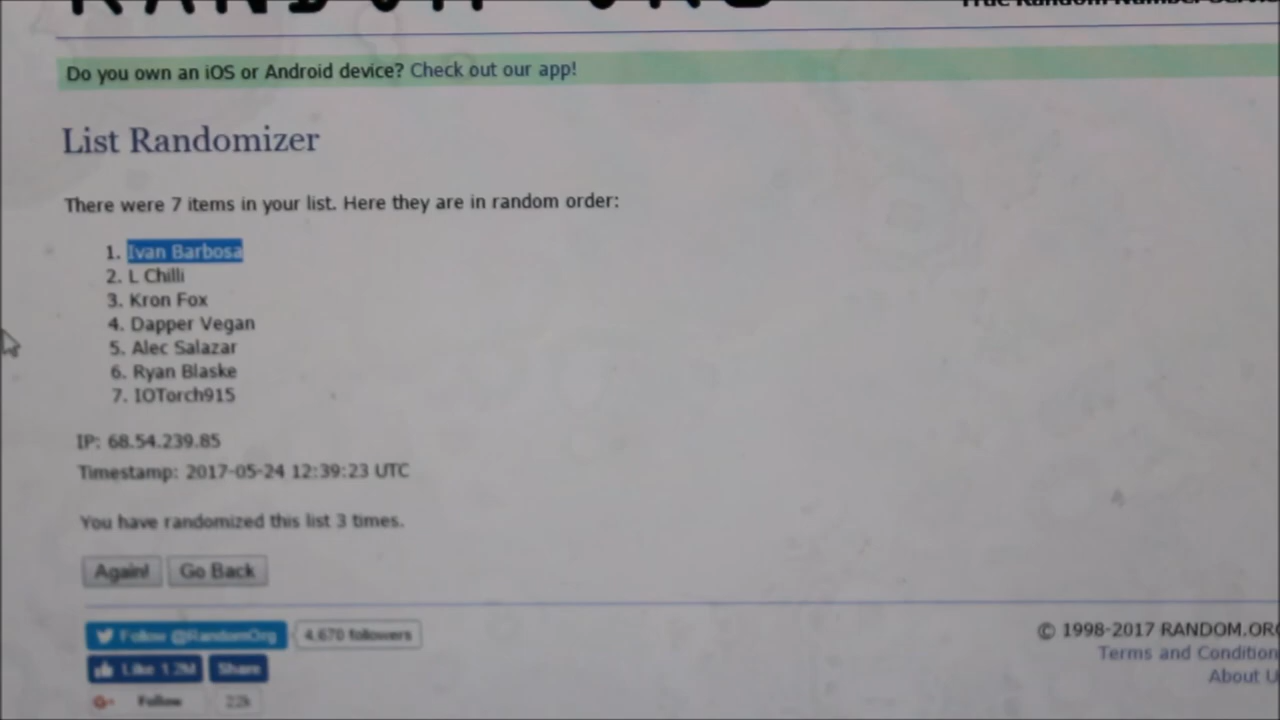 Do you own an iOS or Android device? Check out our app!
List Randomizer
There were 7 items in your list. Here they are in random order:
1. Ivan Barbosa
2. L Chilli
3. Kron Fox
4. Dapper Vegan
5. Alec Salazar
6. Ryan Blaske
7. IOTorch915
IP: 68.54.239.85
Timestamp: 2017-05-24 12:39:23 UTC
You have randomized this list 3 times.
Again! Go Back
Follow @RandomOrg 4,670 followers
Like 1.2M Share
Follow 22k
© 1998-2017 RANDOM.ORG
Terms and Condition
About U